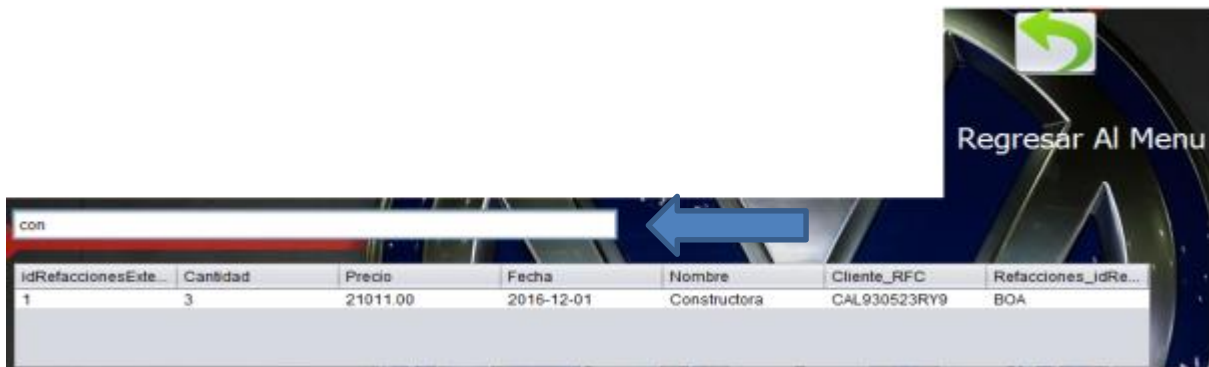 Regresar Al Menu
con
idRefaccionesExte... Cantidad Precio Fecha Nombre Cliente_RFC Refacciones_idRe...
1 3 21011.00 2016-12-01 Constructora CAL930523RY9 BOA